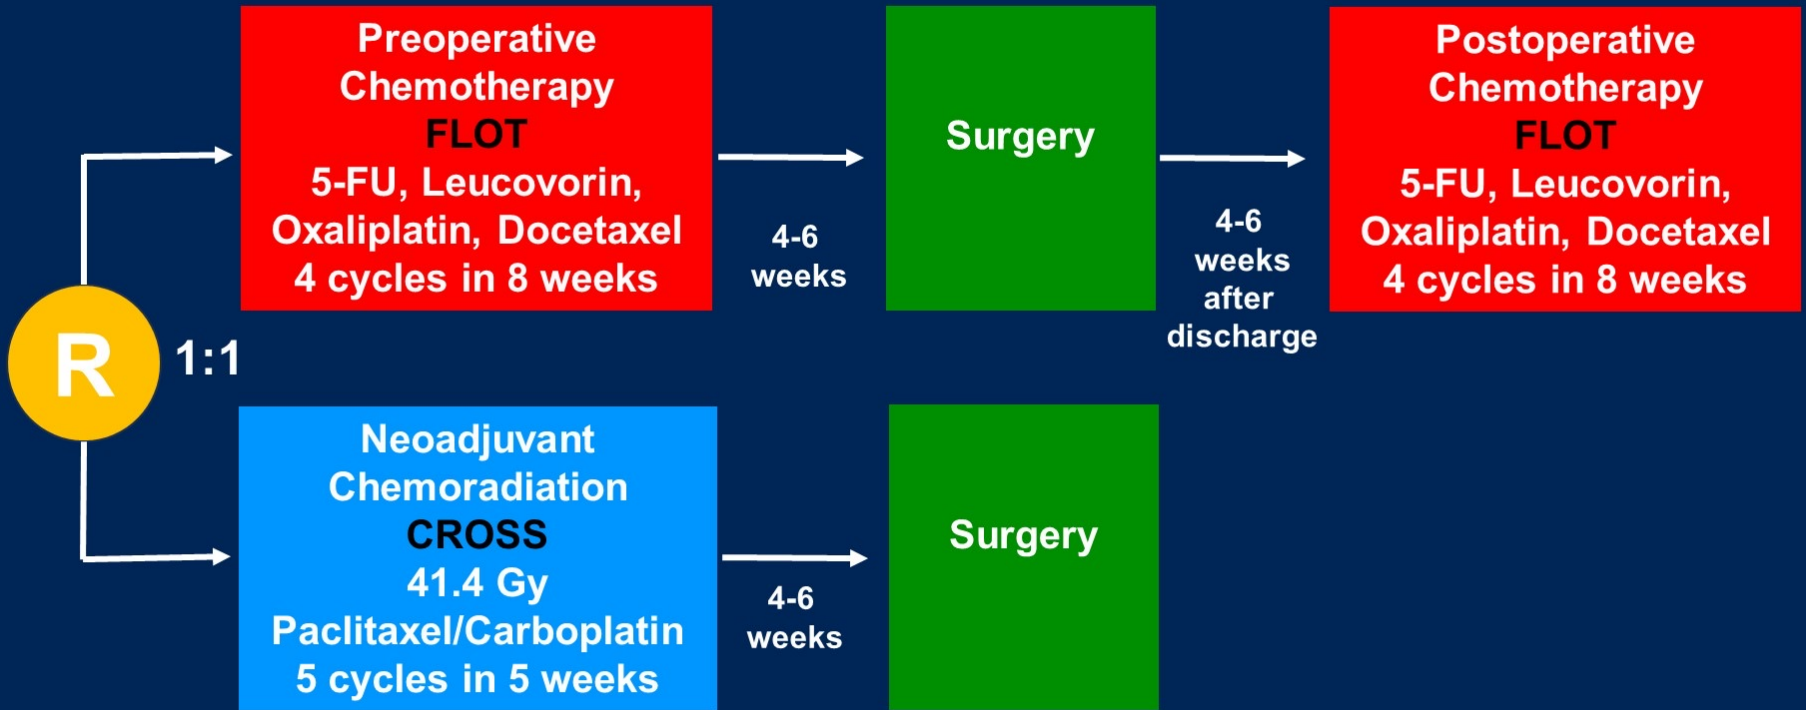 Preoperative
Chemotherapy
FLOT
5-FU, Leucovorin,
Oxaliplatin, Docetaxel
4 cycles in 8 weeks
4-6
weeks
Surgery
4-6
weeks
after
discharge
Postoperative
Chemotherapy
FLOT
5-FU, Leucovorin,
Oxaliplatin, Docetaxel
4 cycles in 8 weeks
R
1:1
Neoadjuvant
Chemoradiation
CROSS
41.4 Gy
Paclitaxel/Carboplatin
5 cycles in 5 weeks
4-6
weeks
Surgery